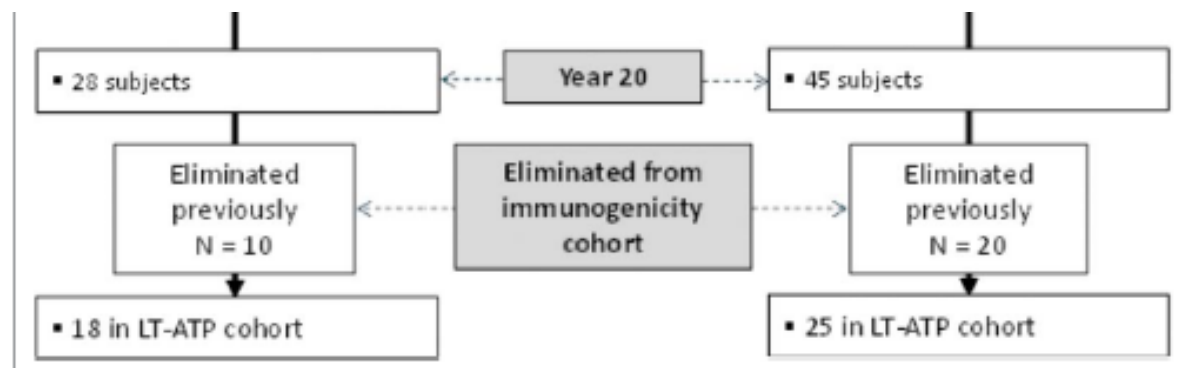 ▪ 28 subjects
Year 20
▪ 45 subjects
Eliminated
previously
N = 10
Eliminated from
immunogenicity
cohort
Eliminated
previously
N = 20
▪ 18 in LT-ATP cohort
▪ 25 in LT-ATP cohort